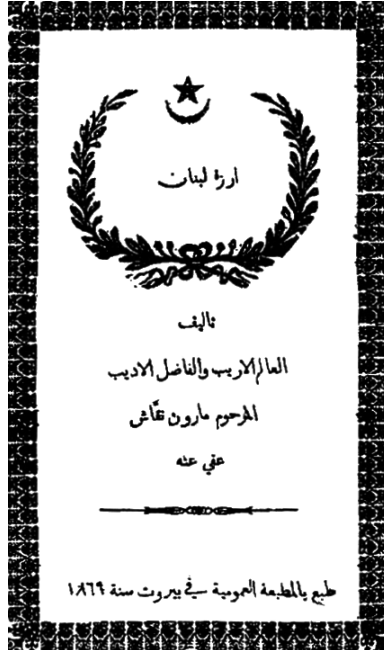 ارزة لبنان
تاليف
العالم الاريب والفاضل الاديب
المرحوم مارون نقَّاش
عفي عنه
طبع بالمطبعة العمومية في بيروت سنة ١٨٦٩